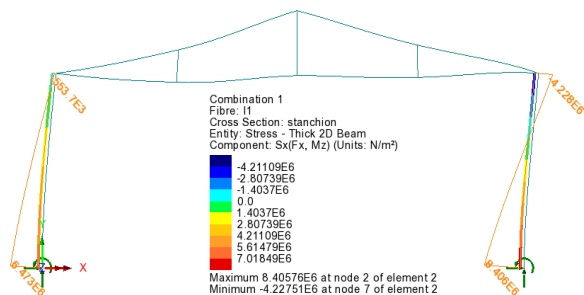 553.7E3
-4.228E6
Combination 1
Fibre: I1
Cross Section: stanchion
Entity: Stress - Thick 2D Beam
Component: Sx(Fx, Mz) (Units: N/m²)
-4.21109E6
-2.80739E6
-1.4037E6
0.0
1.4037E6
2.80739E6
4.21109E6
5.61479E6
7.01849E6
Maximum 8.40576E6 at node 2 of element 2
Minimum -4.22751E6 at node 7 of element 2
Y
X
6.473E6
8.406E6